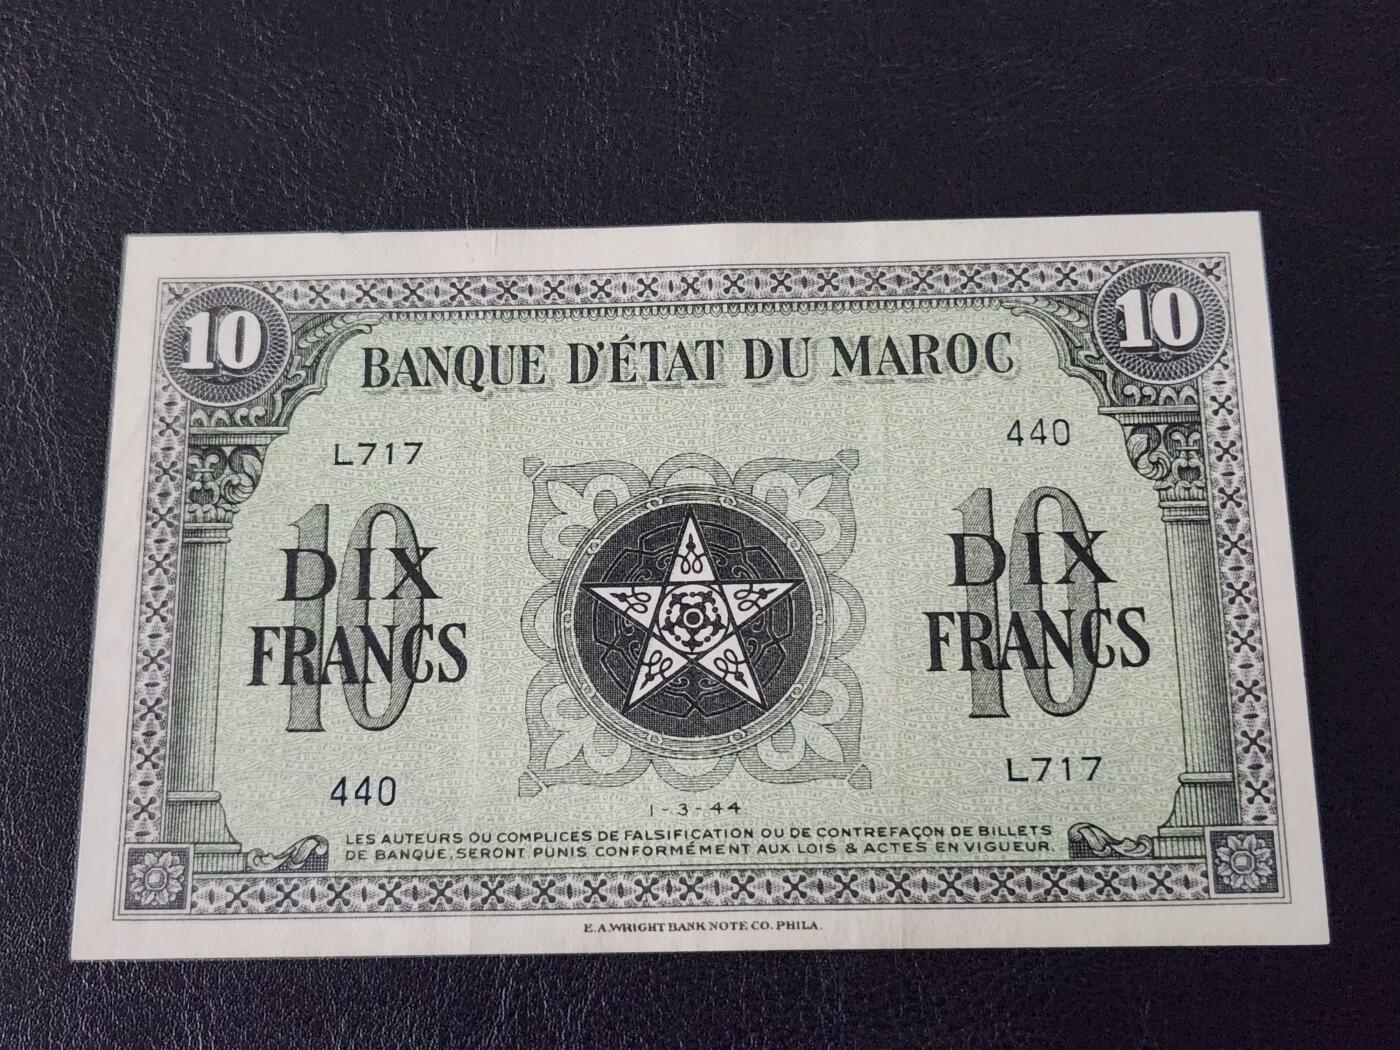 10 10
BANQUE D'ÉTAT DU MAROC
L717 440
10 10
DIX DIX
FRANCS FRANCS
440 L717
1-3-44
LES AUTEURS OU COMPLICES DE FALSIFICATION OU DE CONTREFAÇON DE BILLETS
DE BANQUE, SERONT PUNIS CONFORMÉMENT AUX LOIS & ACTES EN VIGUEUR.
E.A.WRIGHT BANK NOTE CO. PHILA.